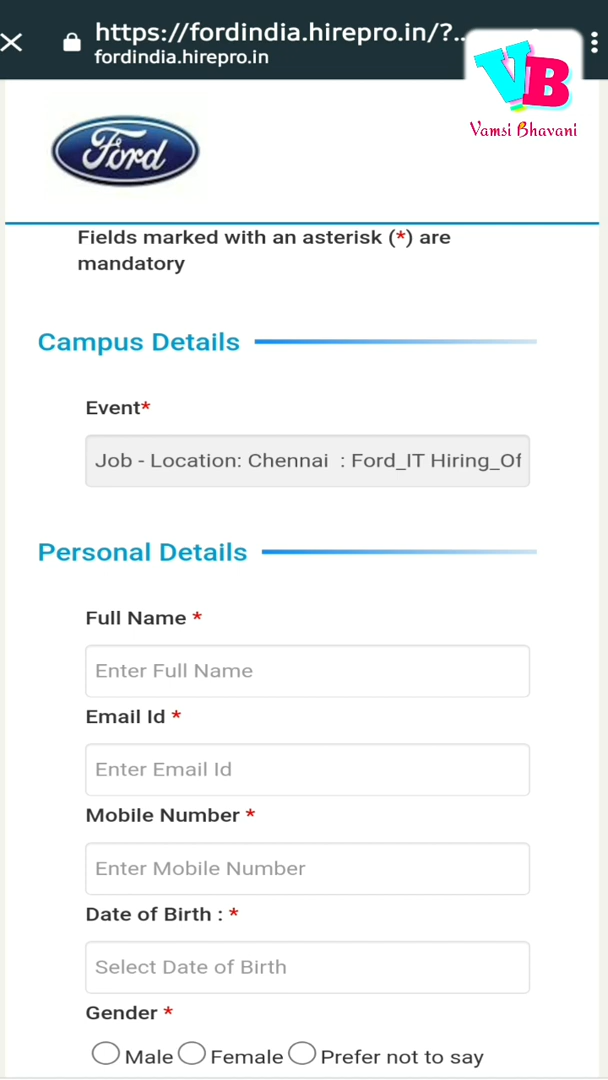 https://fordindia.hirepro.in/?..
fordindia.hirepro.in
VB
Vamsi Bhavani
Ford
Fields marked with an asterisk (*) are
mandatory
Campus Details
Event*
Job - Location: Chennai : Ford_IT Hiring_Of
Personal Details
Full Name *
Enter Full Name
Email Id *
Enter Email Id
Mobile Number *
Enter Mobile Number
Date of Birth : *
Select Date of Birth
Gender *
Male Female Prefer not to say